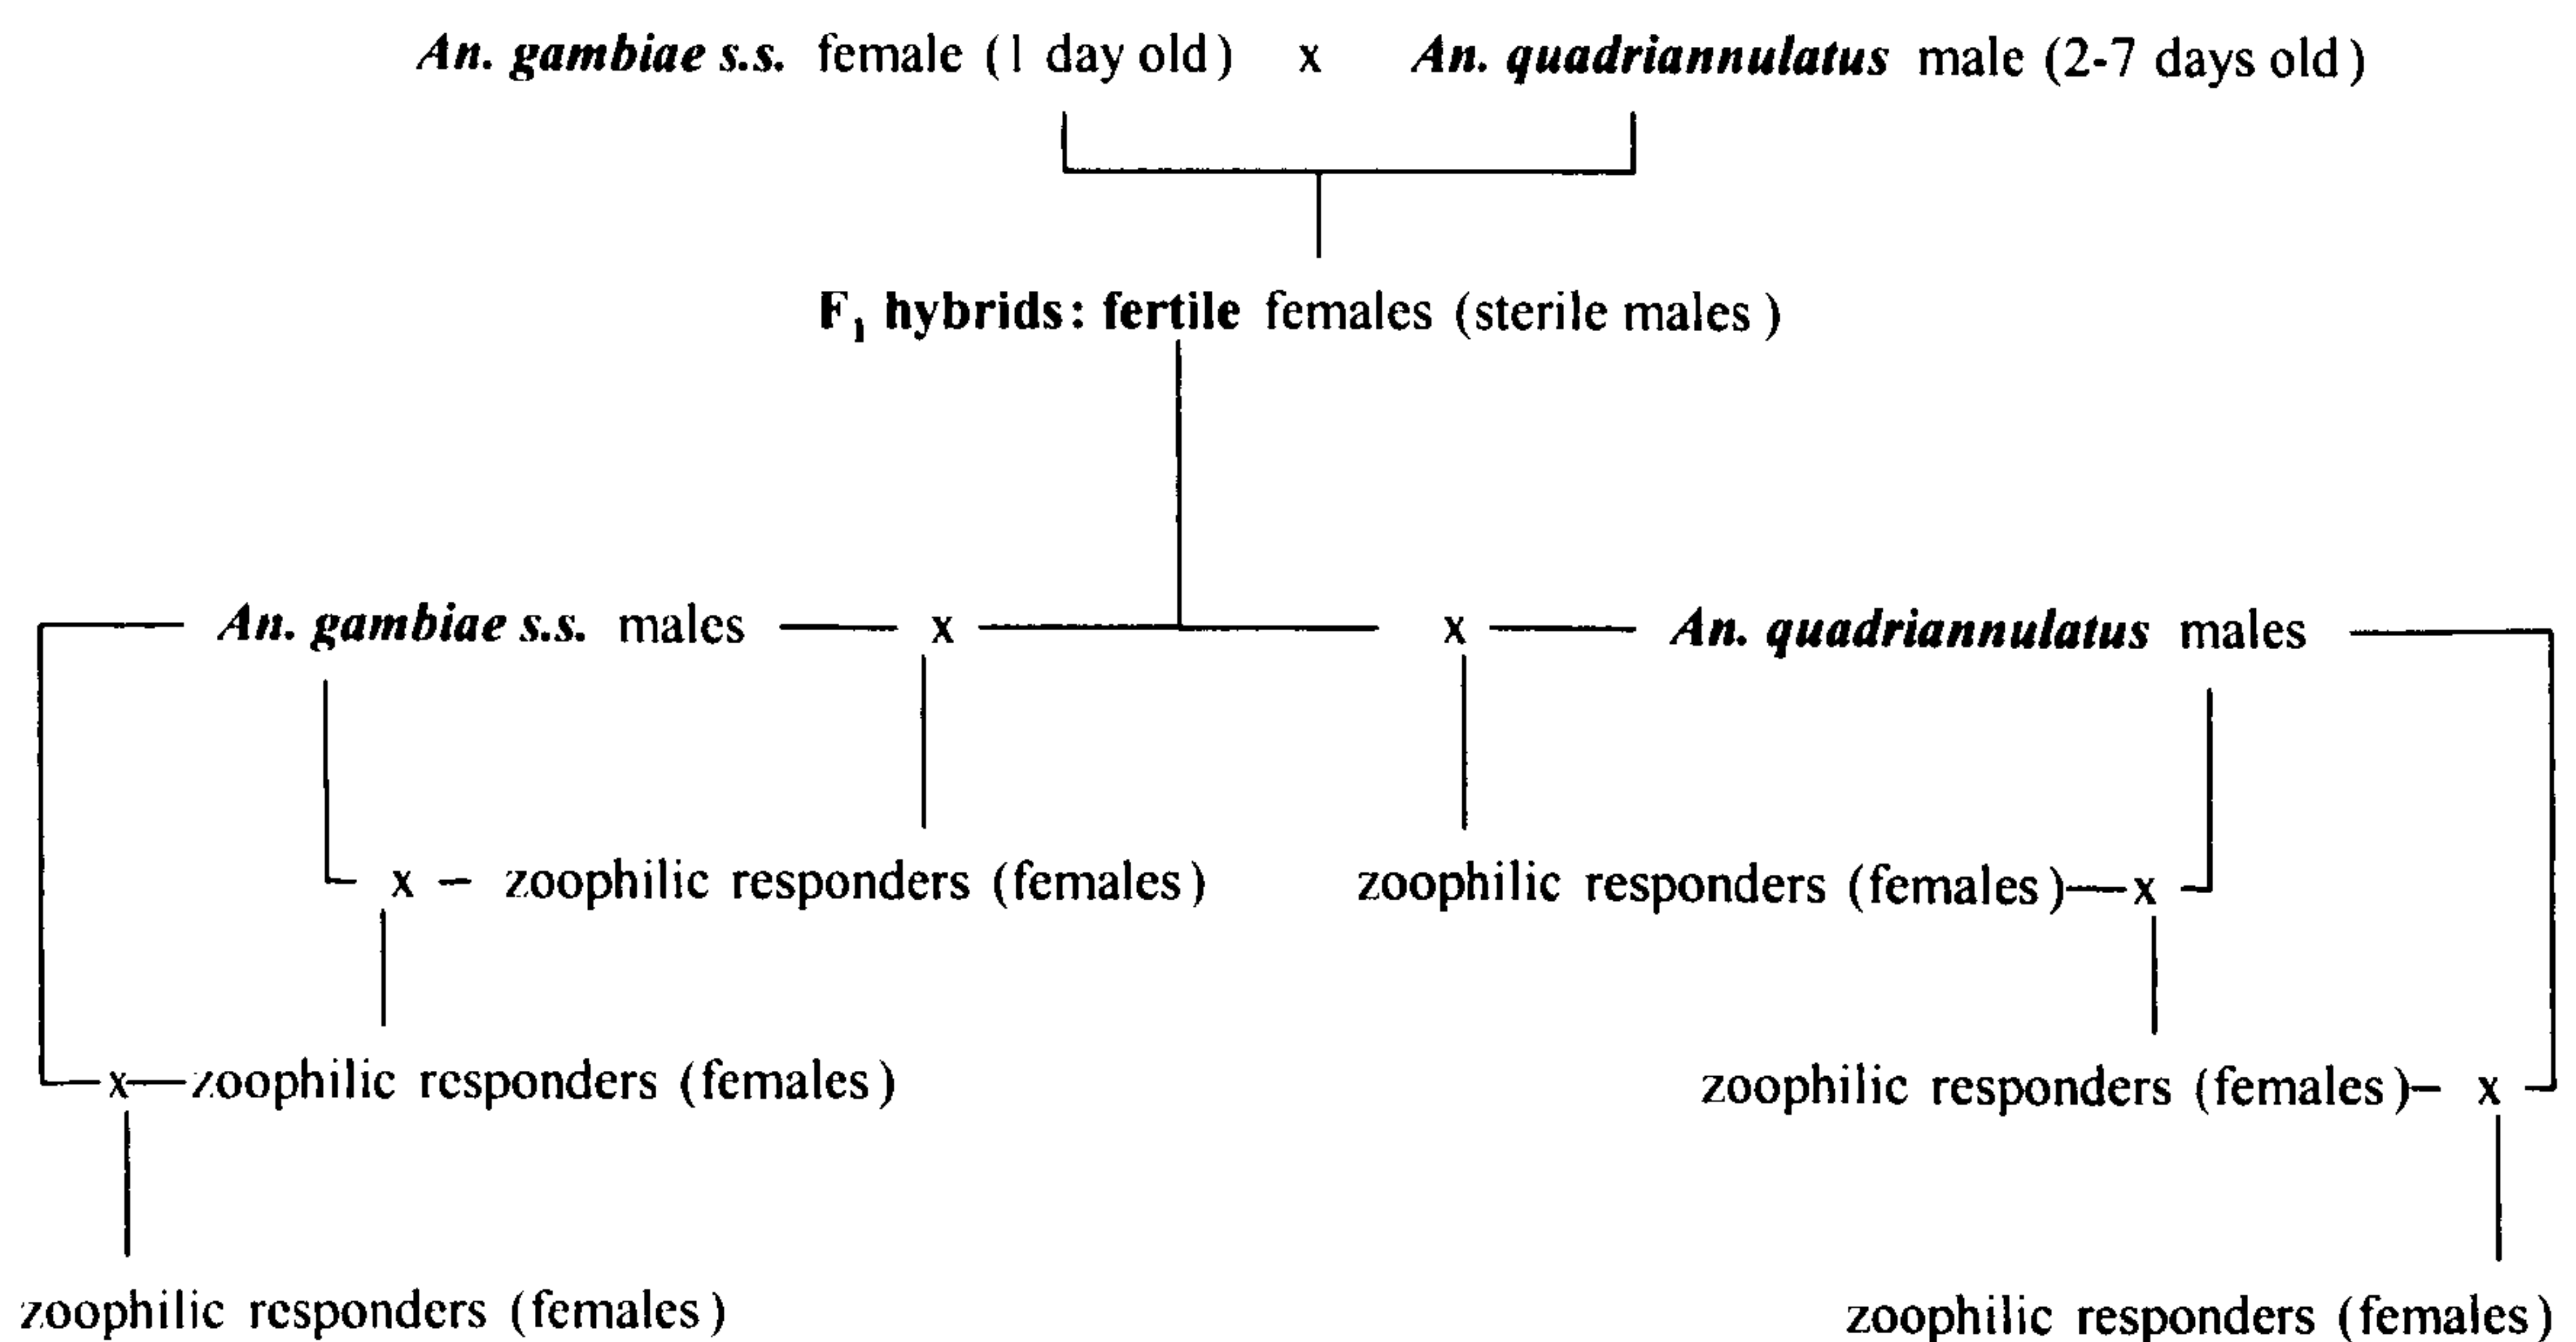 An. gambiae s.s. female (1 day old) x An. quadriannulatus male (2-7 days old)
F1 hybrids: fertile females (sterile males)
An. gambiae s.s. males x x An. quadriannulatus males
x zoophilic responders (females) zoophilic responders (females) x
x zoophilic responders (females) zoophilic responders (females) x
zoophilic responders (females) zoophilic responders (females)